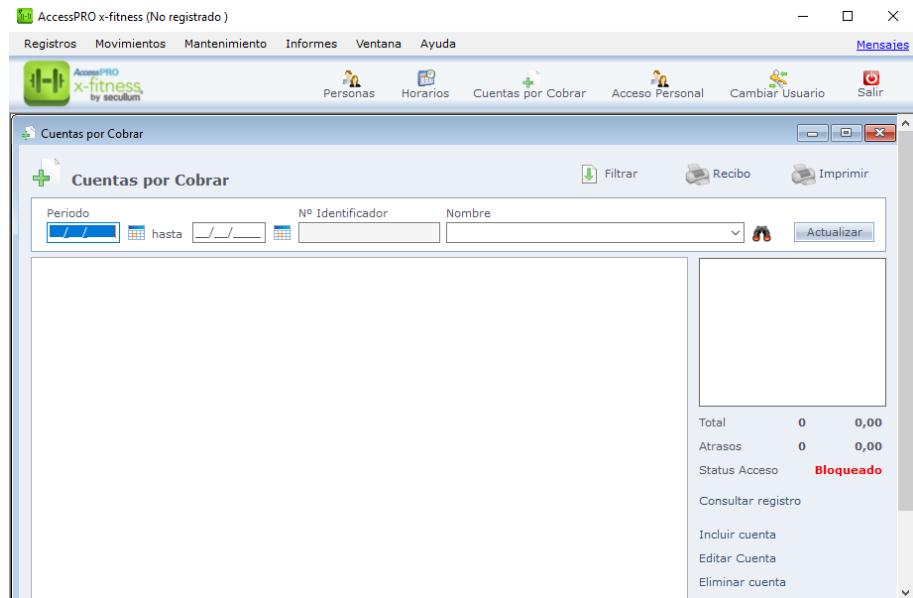 AccessPRO x-fitness (No registrado )
Registros Movimientos Mantenimiento Informes Ventana Ayuda Mensajes
AccessPRO
x-fitness
by secullum
Personas Horarios Cuentas por Cobrar Acceso Personal Cambiar Usuario Salir
Cuentas por Cobrar
Cuentas por Cobrar Filtrar Recibo Imprimir
Periodo Nº Identificador Nombre
__/__/____ hasta __/__/____ Actualizar
Total 0 0,00
Atrasos 0 0,00
Status Acceso Bloqueado
Consultar registro
Incluir cuenta
Editar Cuenta
Eliminar cuenta